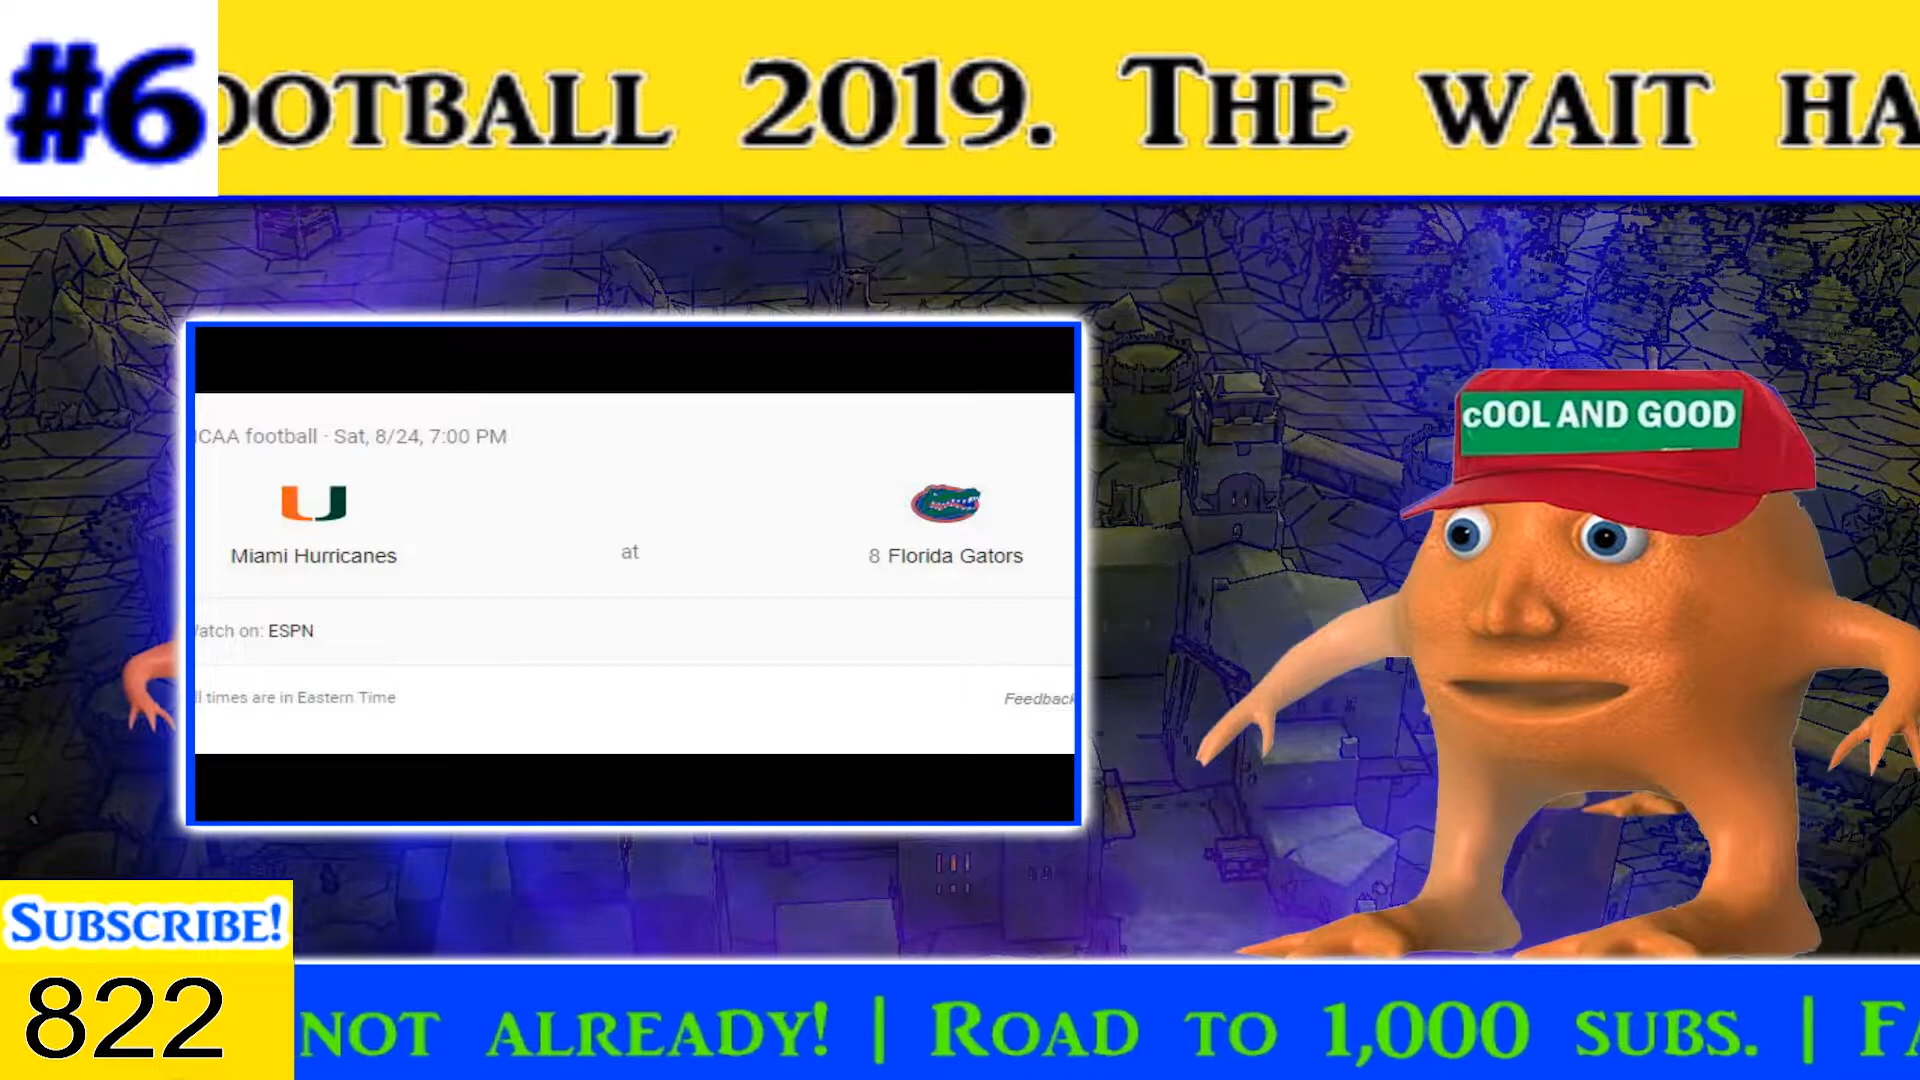 #6
OOTBALL 2019. THE WAIT HA
cOOL AND GOOD
CAA football · Sat, 8/24, 7:00 PM
Miami Hurricanes
at
8 Florida Gators
atch on: ESPN
ll times are in Eastern Time
Feedback
SUBSCRIBE!
822
NOT ALREADY! | ROAD TO 1,000 SUBS. | FA